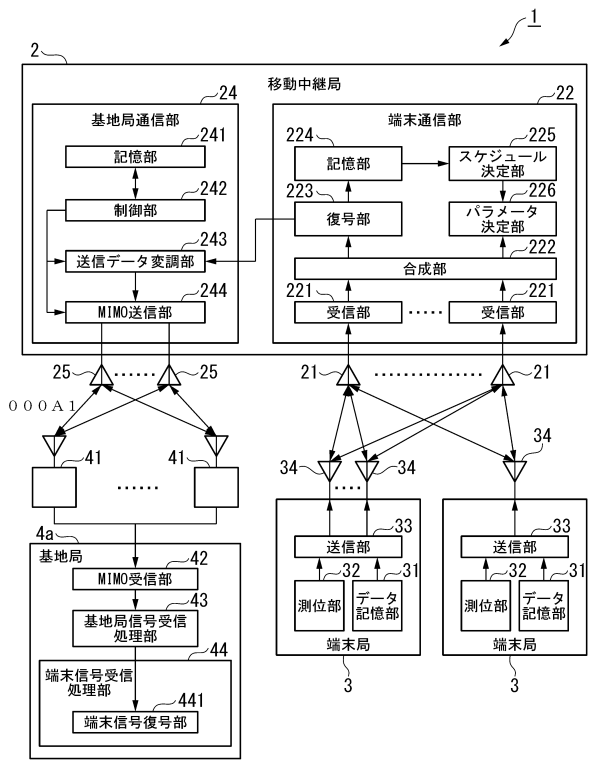 1
2
移動中継局
24
基地局通信部
241
記憶部
242
制御部
243
送信データ変調部
244
MIMO送信部
22
端末通信部
224
記憶部
225
スケジュール
決定部
223
復号部
226
パラメータ
決定部
222
合成部
221
受信部
221
受信部
25
25
21
21
000A1
41
41
34
34
34
4a
基地局
42
MIMO受信部
43
基地局信号受信
処理部
44
端末信号受信
処理部
441
端末信号復号部
33
送信部
32
測位部
31
データ
記憶部
端末局
3
33
送信部
32
測位部
31
データ
記憶部
端末局
3